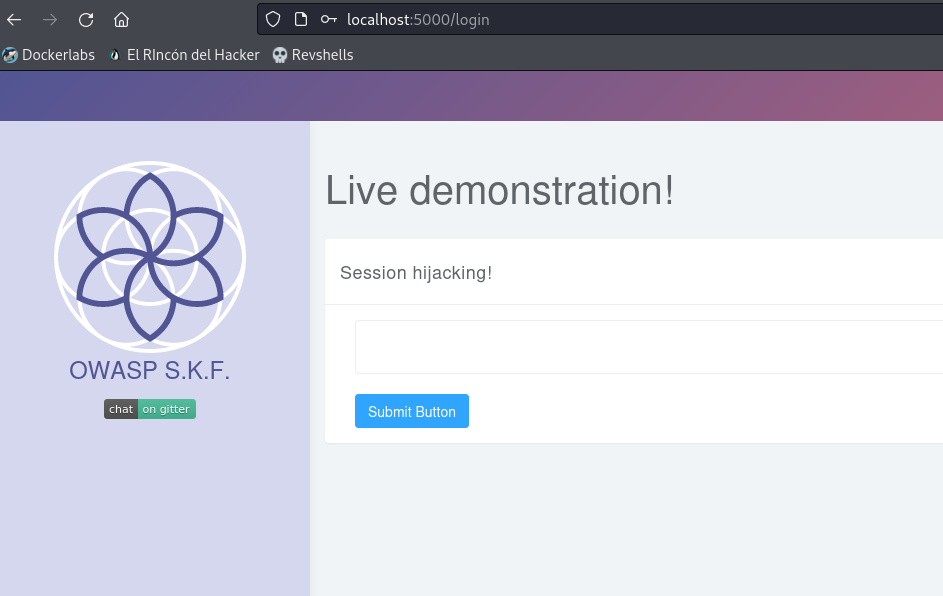 localhost:5000/login
Dockerlabs El RIncón del Hacker Revshells
Live demonstration!
Session hijacking!
Submit Button
OWASP S.K.F.
chat on gitter